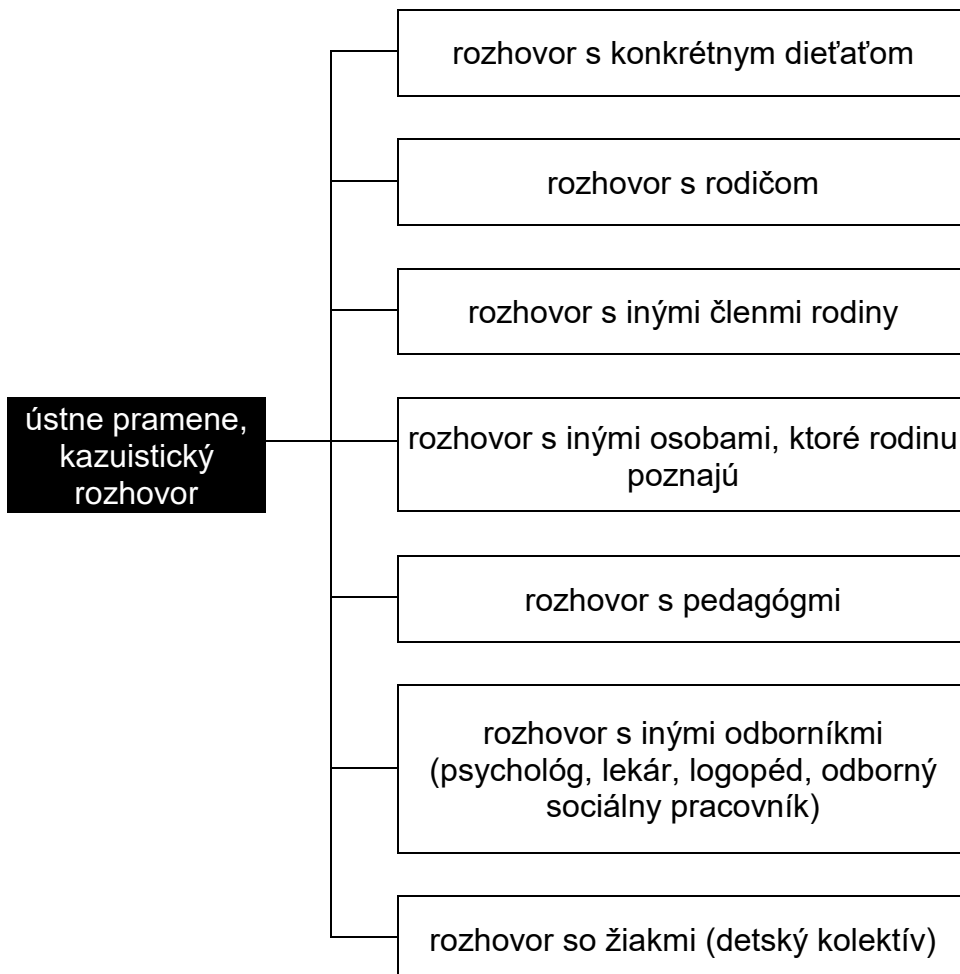 rozhovor s konkrétnym dieťaťom
rozhovor s rodičom
rozhovor s inými členmi rodiny
ústne pramene,
kazuistický
rozhovor
rozhovor s inými osobami, ktoré rodinu
poznajú
rozhovor s pedagógmi
rozhovor s inými odborníkmi
(psychológ, lekár, logopéd, odborný
sociálny pracovník)
rozhovor so žiakmi (detský kolektív)